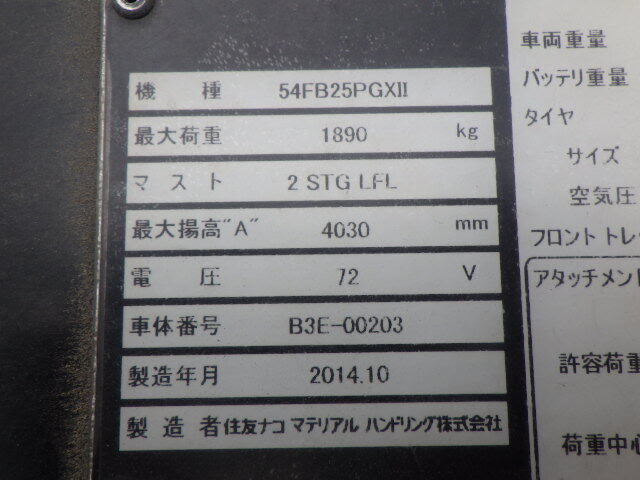 機種 54FB25PGXII
最大荷重 1890 kg
マスト 2 STG LFL
最大揚高"A" 4030 mm
電圧 72 V
車体番号 B3E-00203
製造年月 2014.10
製造者 住友ナコ マテリアル ハンドリング株式会社
車両重量
バッテリ重量
タイヤ
サイズ
空気圧
フロントトレッ
アタッチメント
許容荷重
荷重中心